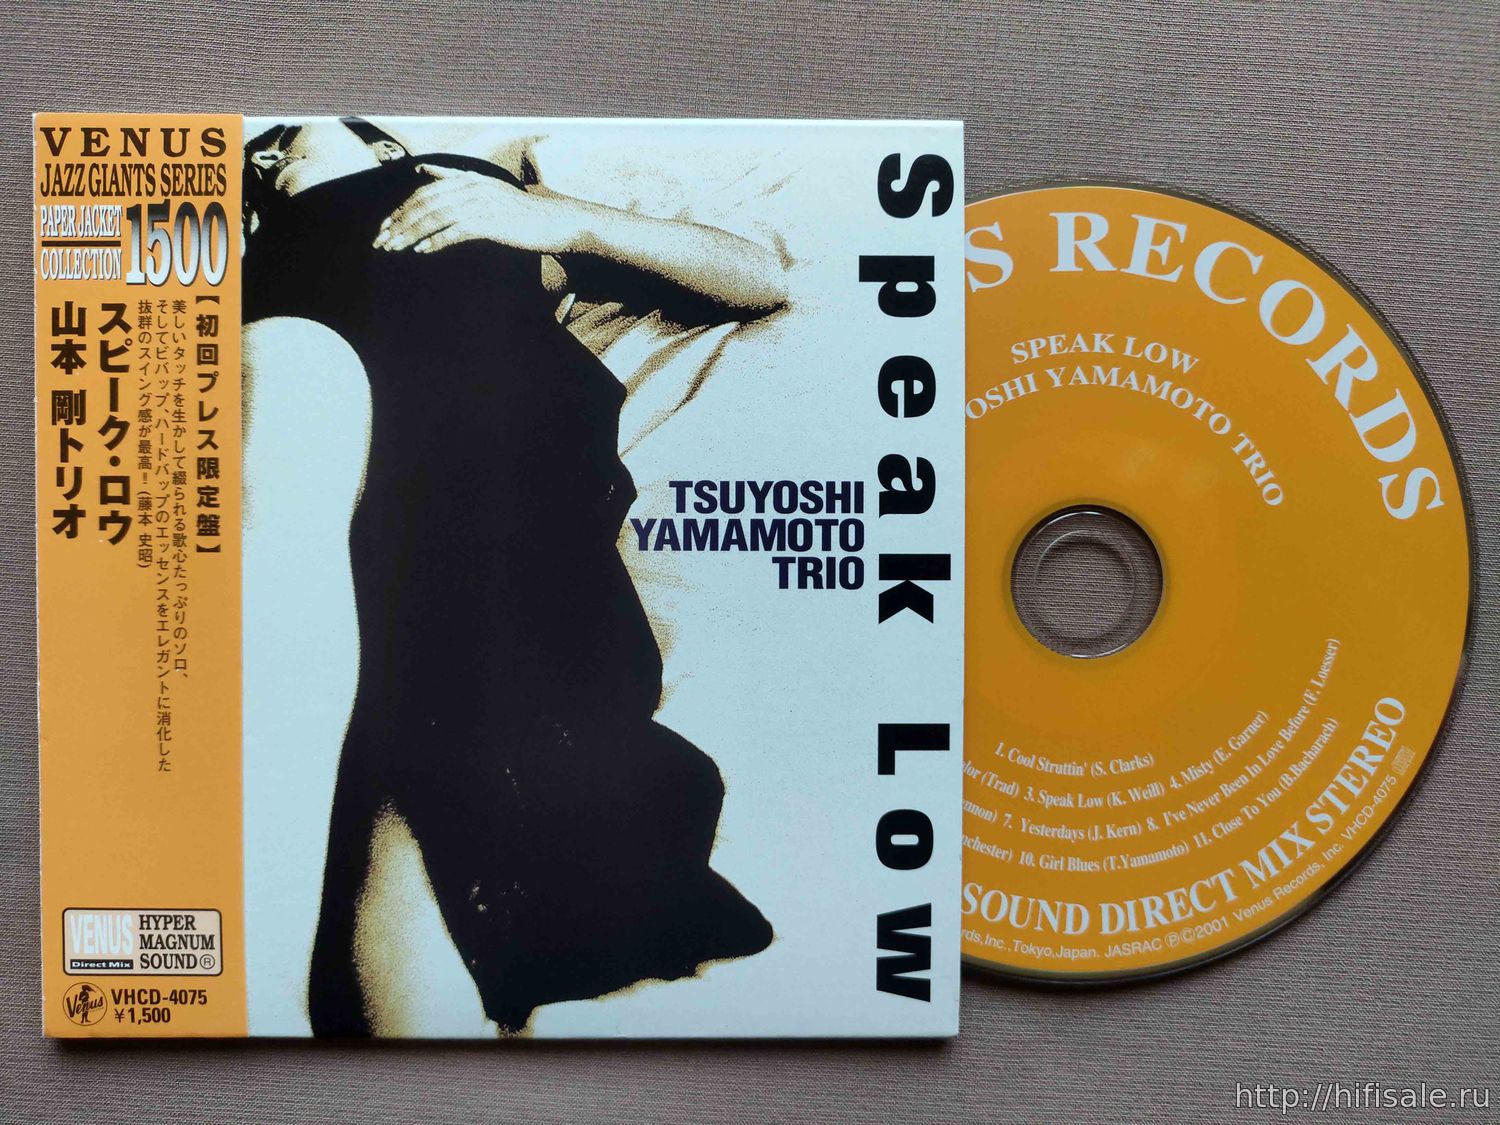 VENUS
JAZZ GIANTS SERIES
PAPER JACKET
COLLECTION
1500
【初回プレス限定盤】
美しいタッチを生かして綴られる歌心たっぷりのソロ、
そしてビバップ、ハードバップのエッセンスをエレガントに消化した
抜群のスイング感が最高!(藤本 史昭)
スピーク・ロウ
山本 剛トリオ
VENUS
Direct Mix
HYPER
MAGNUM
SOUND®
Venus
VHCD-4075
¥1,500
Speak Low
TSUYOSHI
YAMAMOTO
TRIO
S RECORDS
SPEAK LOW
OSHI YAMAMOTO TRIO
1. Cool Struttin' (S. Clarks)
lor (Trad) 3. Speak Low (K. Weill) 4. Misty (E. Garner)
nnon) 7. Yesterdays (J. Kern) 8. I've Never Been In Love Before (F. Loesser)
nchester) 10. Girl Blues (T.Yamamoto) 11. Close To You (B.Bacharach)
SOUND DIRECT MIX STEREO
rds, Inc., Tokyo, Japan. JASRAC Ⓟ©2001 Venus Records, Inc. VHCD-4075
http://hifisale.ru